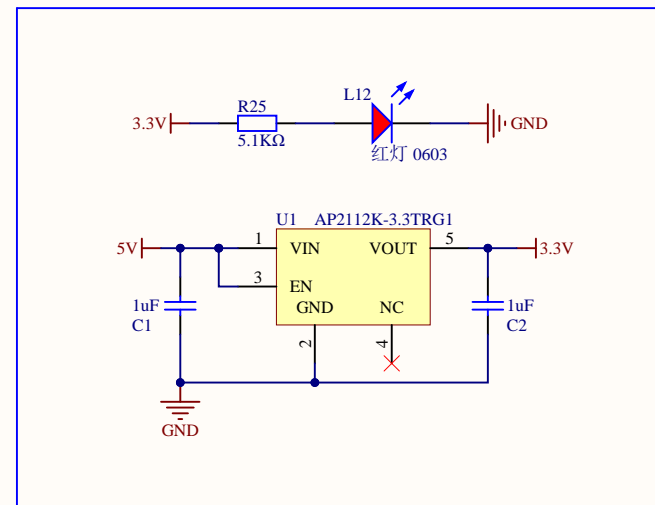 L12
R25
3.3V
GND
5.1KΩ
红灯 0603
U1 AP2112K-3.3TRG1
5V
1
VIN
VOUT
5
3.3V
3
EN
1uF
C1
GND
NC
1uF
C2
2
4
GND